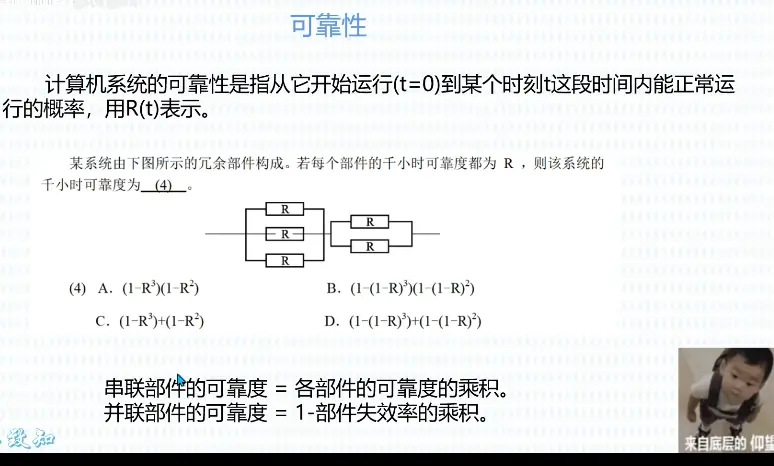 可靠性
计算机系统的可靠性是指从它开始运行(t=0)到某个时刻t这段时间内能正常运
行的概率，用R(t)表示。
某系统由下图所示的冗余部件构成。若每个部件的千小时可靠度都为 R ，则该系统的
千小时可靠度为 (4) 。
R
R
R
R
R
(4) A．(1-R³)(1-R²) B．(1-(1-R)³)(1-(1-R)²)
C．(1-R³)+(1-R²) D．(1-(1-R)³)+(1-(1-R)²)
串联部件的可靠度 = 各部件的可靠度的乘积。
并联部件的可靠度 = 1-部件失效率的乘积。
致知
来自底层的 仰望